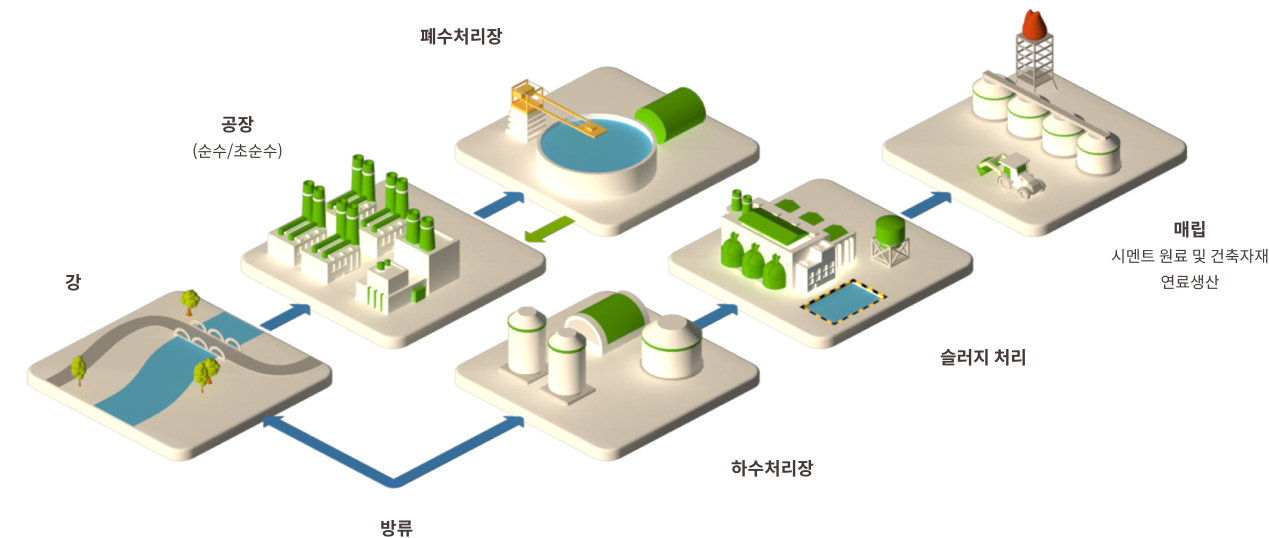 폐수처리장
공장
(순수/초순수)
강
매립
시멘트 원료 및 건축자재
연료생산
슬러지 처리
하수처리장
방류